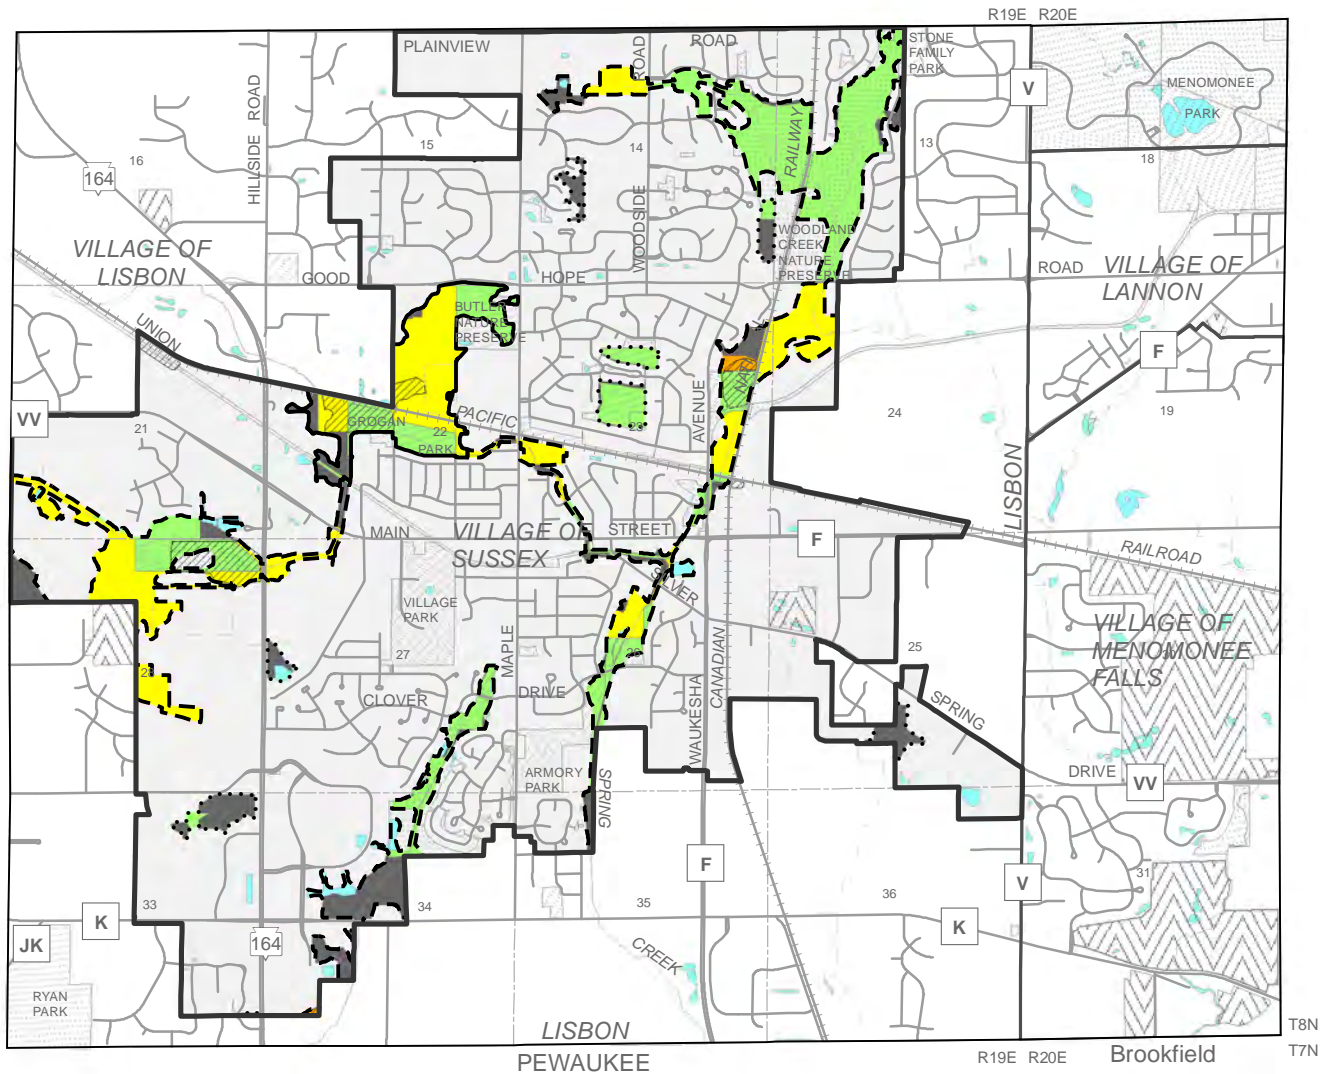 R19E R20E
PLAINVIEW
ROAD
ROAD
STONE
FAMILY
PARK
V
MENOMONEE
PARK
HILLSIDE ROAD
16
15
14
13
18
164
RAILWAY
WOODSIDE
VILLAGE OF
LISBON
WOODLAND
CREEK
NATURE
PRESERVE
GOOD
HOPE
ROAD
VILLAGE OF
LANNON
UNION
BUTLER
NATURE
PRESERVE
F
VV
21
GROGAN
PARK
22
PACIFIC
23
AVENUE
24
19
LISBON
MAIN
VILLAGE OF
SUSSEX
STREET
F
RAILROAD
SILVER
VILLAGE
PARK
VILLAGE OF
MENOMONEE
FALLS
27
MAPLE
26
25
28
CLOVER
DRIVE
WAUKESHA
CANADIAN
SPRING
ARMORY
PARK
SPRING
DRIVE
VV
F
V
31
33
34
35
36
K
K
JK
164
CREEK
RYAN
PARK
LISBON
PEWAUKEE
R19E R20E
Brookfield
T8N
T7N